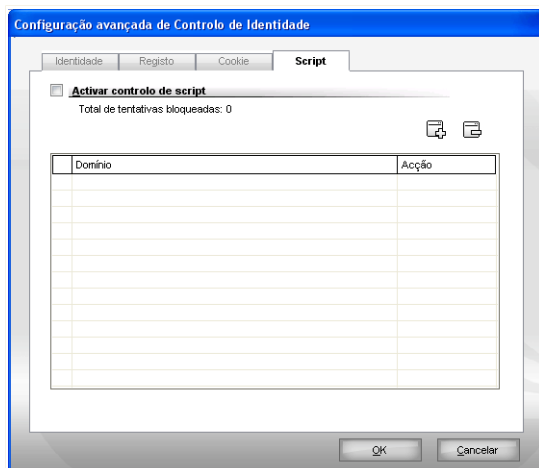 Configuração avançada de Controlo de Identidade
Identidade Registo Cookie Script
Activar controlo de script
Total de tentativas bloqueadas: 0
Domínio Acção
OK Cancelar